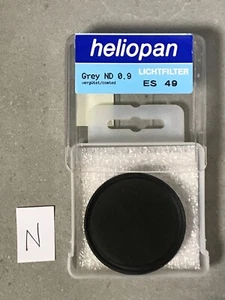 heliopan
Grey ND 0.9
LICHTFILTER
vergütet/coated
ES 49
N